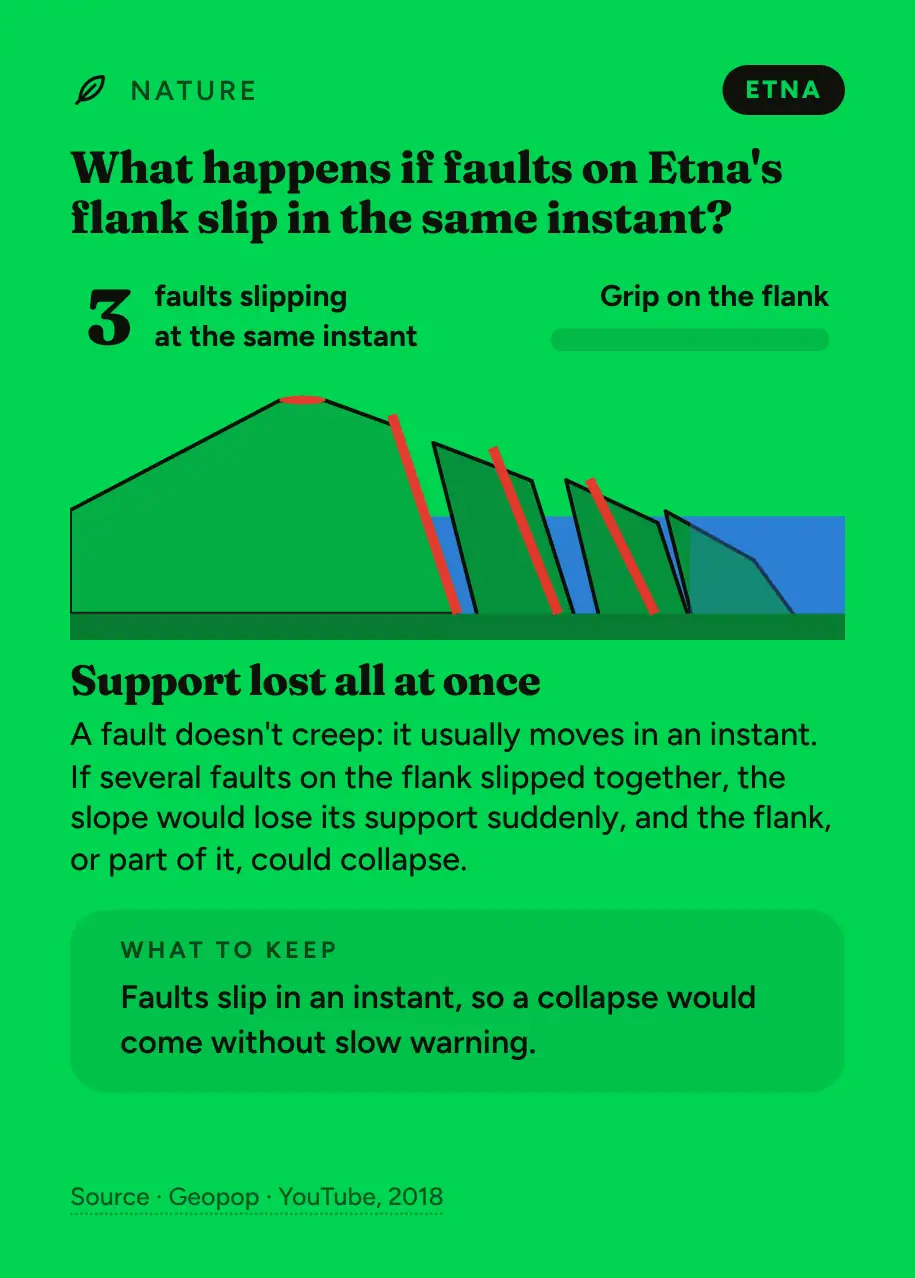 NATURE
ETNA
What happens if faults on Etna's
flank slip in the same instant?
3
faults slipping
at the same instant
Grip on the flank
Support lost all at once
A fault doesn't creep: it usually moves in an instant.
If several faults on the flank slipped together, the
slope would lose its support suddenly, and the flank,
or part of it, could collapse.
WHAT TO KEEP
Faults slip in an instant, so a collapse would
come without slow warning.
Source · Geopop · YouTube, 2018